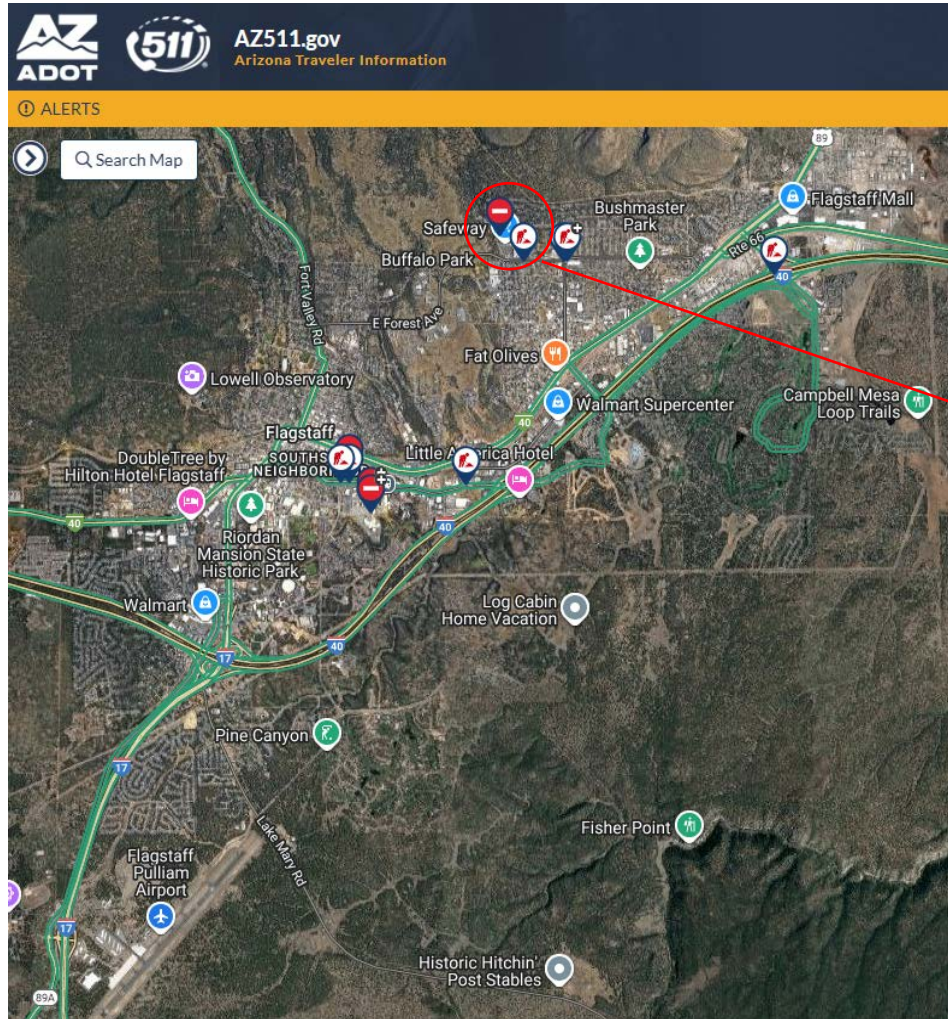 AZ
ADOT
511
AZ511.gov
Arizona Traveler Information
ALERTS
Search Map
89
Flagstaff Mall
Bushmaster
Park
Safeway
Buffalo Park
Rte 66
40
Fort Valley Rd
E Forest Ave
Fat Olives
Lowell Observatory
Walmart Supercenter
Campbell Mesa
Loop Trails
40
Flagstaff
DoubleTree by
Hilton Hotel Flagstaff
Little America Hotel
40
40
Riordan
Mansion State
Historic Park
Walmart
Log Cabin
Home Vacation
40
17
Pine Canyon
17
Lake Mary Rd
Fisher Point
Flagstaff
Pulliam
Airport
17
Historic Hitchin'
Post Stables
89A